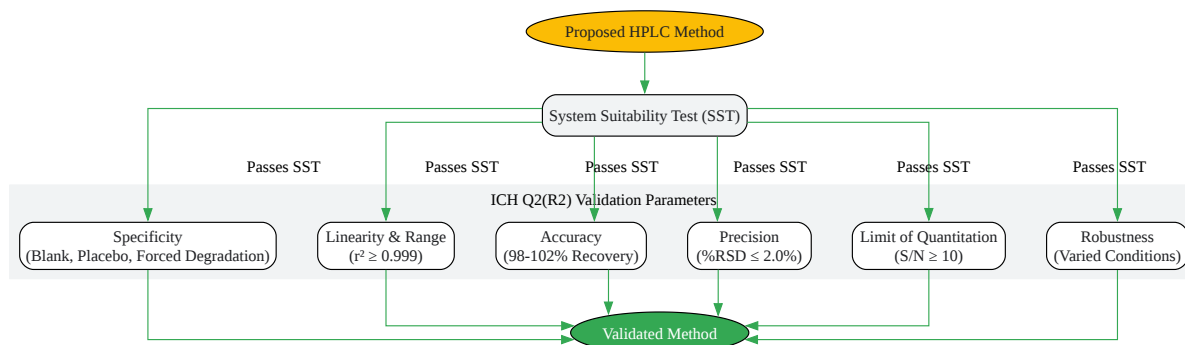 Proposed HPLC Method
System Suitability Test (SST)
Passes SST
Passes SST
Passes SST
Passes SST
Passes SST
Passes SST
ICH Q2(R2) Validation Parameters
Specificity
(Blank, Placebo, Forced Degradation)
Linearity & Range
(r² ≥ 0.999)
Accuracy
(98-102% Recovery)
Precision
(%RSD ≤ 2.0%)
Limit of Quantitation
(S/N ≥ 10)
Robustness
(Varied Conditions)
Validated Method